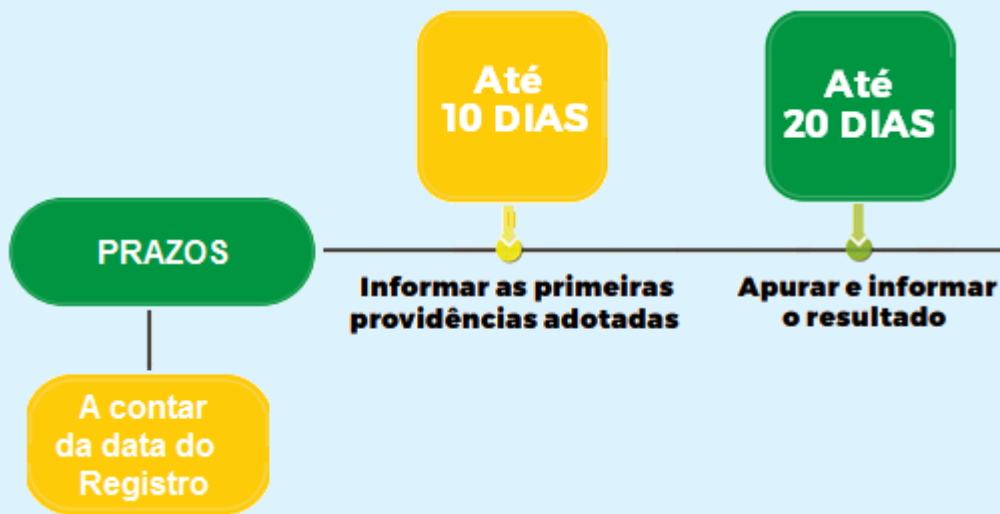 PRAZOS
A contar
da data do
Registro
Até
10 DIAS
Informar as primeiras
providências adotadas
Até
20 DIAS
Apurar e informar
o resultado